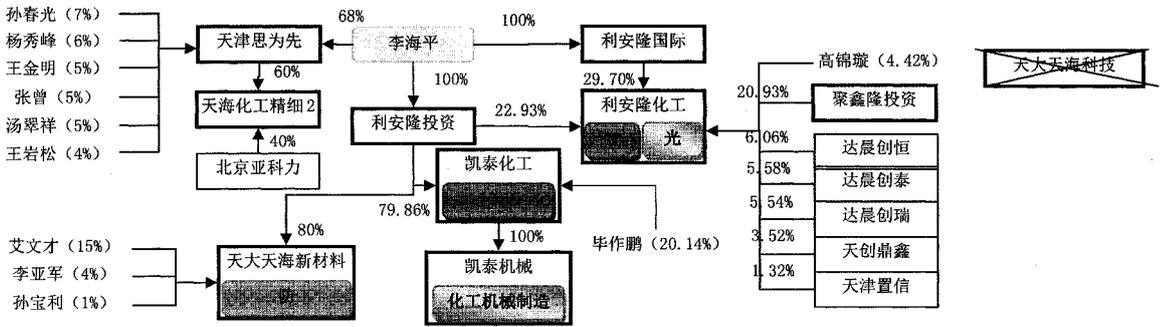 孙春光（7%）
杨秀峰（6%）
王金明（5%）
张曾（5%）
汤翠祥（5%）
王岩松（4%）
天津思为先
68%
李海平
100%
利安隆国际
60%
天海化工精细2
40%
北京亚科力
100%
利安隆投资
22.93%
29.70%
利安隆化工
光
高锦璇（4.42%）
20.93%
聚鑫隆投资
6.06%
达晨创恒
5.58%
达晨创泰
5.54%
达晨创瑞
3.52%
天创鼎鑫
1.32%
天津置信
天大天海科技
凯泰化工
79.86%
毕作鹏（20.14%）
100%
凯泰机械
化工机械制造
80%
天大天海新材料
防
艾文才（15%）
李亚军（4%）
孙宝利（1%）